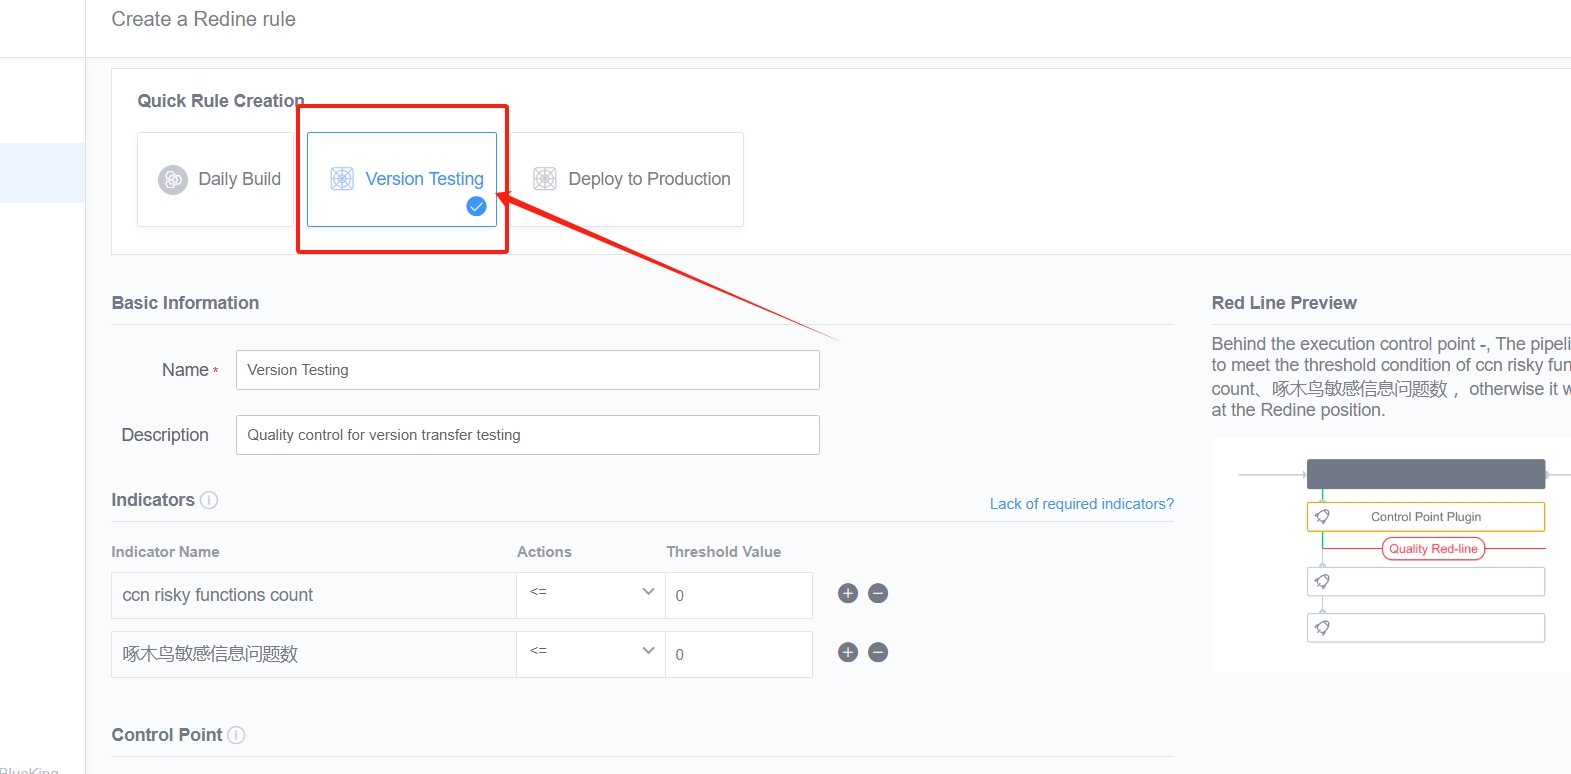 Create a Redine rule
Quick Rule Creation
Daily Build
Version Testing
Deploy to Production
Basic Information
Name *
Version Testing
Description
Quality control for version transfer testing
Indicators
Lack of required indicators?
Indicator Name
Actions
Threshold Value
ccn risky functions count
<=
0
啄木鸟敏感信息问题数
<=
0
Control Point
Red Line Preview
Behind the execution control point -, The
to meet the threshold condition of ccn risky
count、啄木鸟敏感信息问题数 ,  otherwise it
at the Redine position.
Control Point Plugin
Quality Red-line
BlueKing